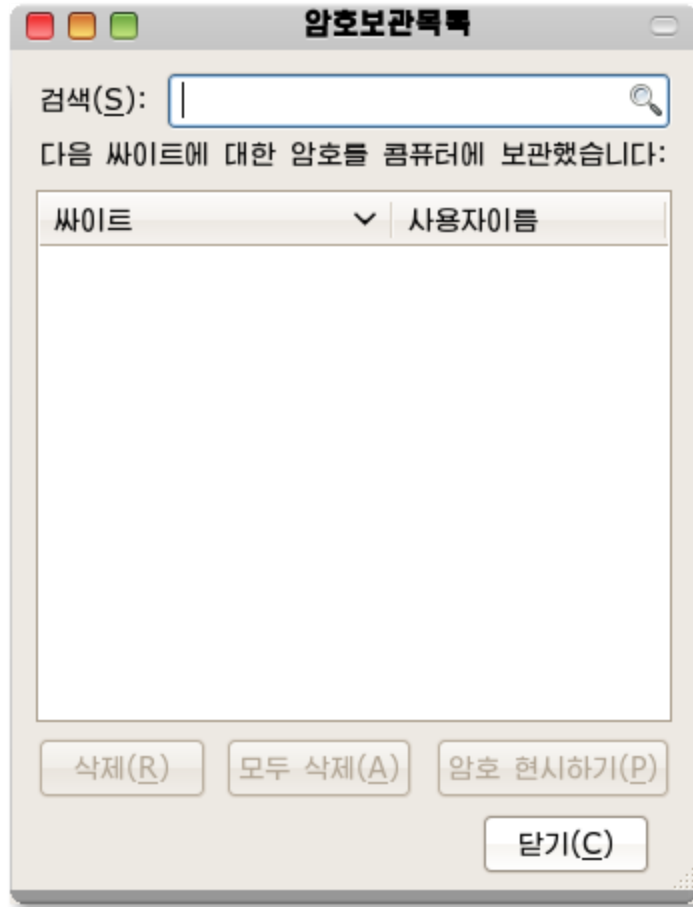 암호보관목록
검색(S):
다음 싸이트에 대한 암호를 콤퓨터에 보관했습니다:
싸이트 사용자이름
삭제(R) 모두 삭제(A) 암호 현시하기(P)
닫기(C)